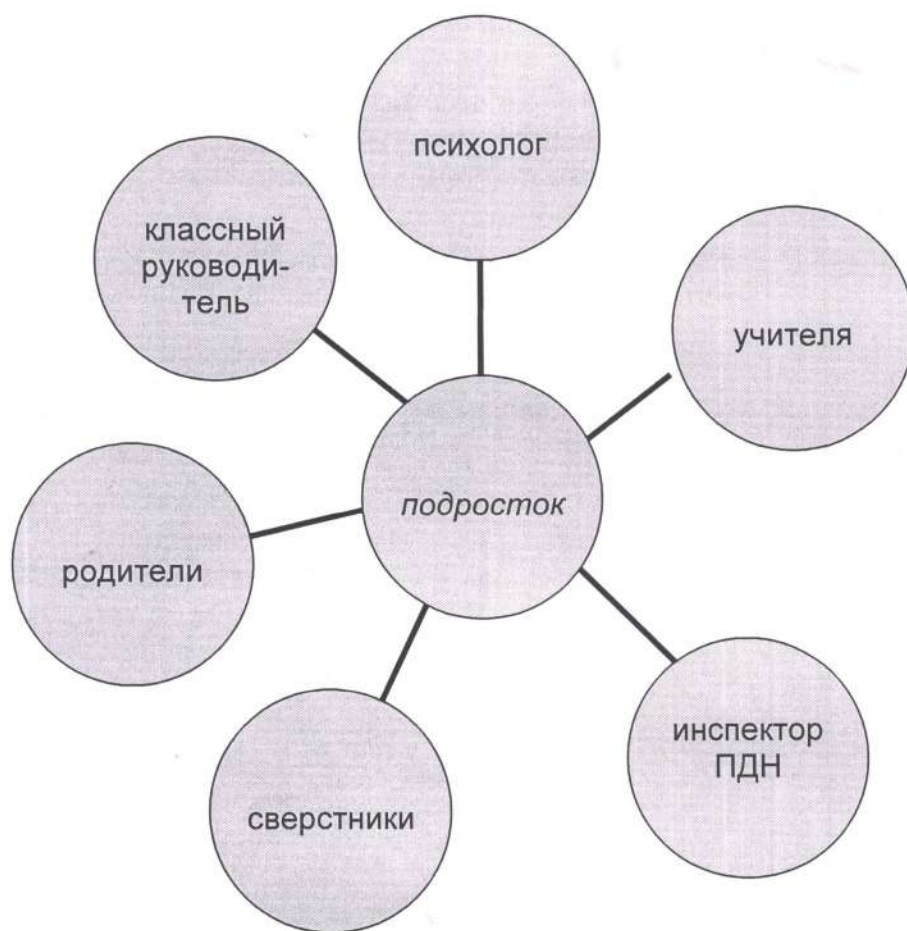 психолог
классный
руководи-
тель
учителя
подросток
родители
инспектор
ПДН
сверстники